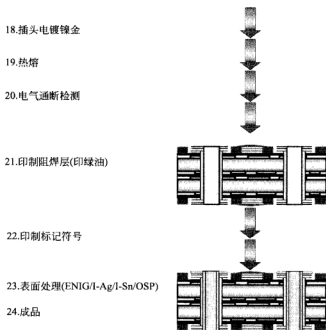 18.插头电镀镍金
19.热熔
20.电气通断检测
21.印制阻焊层(印绿油)
22.印制标记符号
23.表面处理(ENIG/I-Ag/I-Sn/OSP)
24.成品